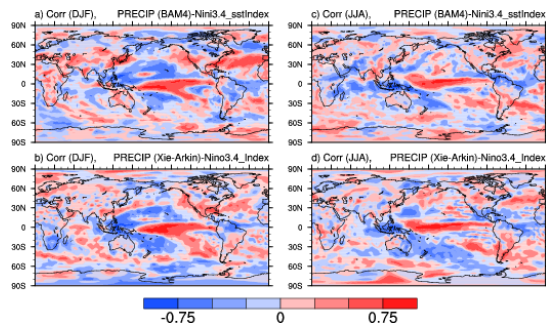 a) Corr (DJF), PRECIP (BAM4)-Nini3.4_sstIndex
90N
60N
30N
0
30S
60S
90S
c) Corr (JJA), PRECIP (BAM4)-Nini3.4_sstIndex
90N
60N
30N
0
30S
60S
90S
b) Corr (DJF), PRECIP (Xie-Arkin)-Nino3.4_Index
90N
60N
30N
0
30S
60S
90S
d) Corr (JJA), PRECIP (Xie-Arkin)-Nino3.4_Index
90N
60N
30N
0
30S
60S
90S
-0.75 0 0.75